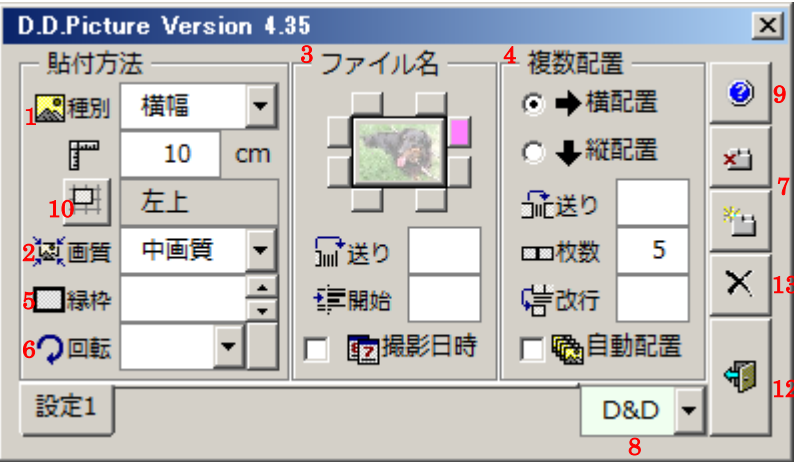 D.D.Picture Version 4.35
貼付方法
1 種別 横幅
10 cm
10 左上
2 画質 中画質
5 縁枠
6 回転
3 ファイル名
送り
開始
撮影日時
4 複数配置
横配置
縦配置
送り
枚数 5
改行
自動配置
9
7
13
12
設定1
D&D
8